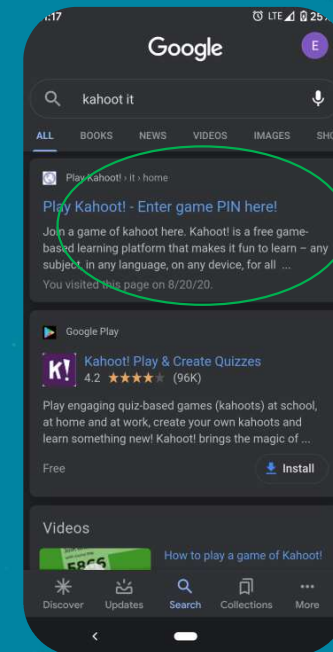 1:17 LTE 25%
Google E
kahoot it
ALL BOOKS NEWS VIDEOS IMAGES SHO
Play Kahoot! › it › home
Play Kahoot! - Enter game PIN here!
Join a game of kahoot here. Kahoot! is a free game-
based learning platform that makes it fun to learn – any
subject, in any language, on any device, for all ...
You visited this page on 8/20/20.
Google Play
K!
Kahoot! Play & Create Quizzes
4.2 ★★★★★ (96K)
Play engaging quiz-based games (kahoots) at school,
at home and at work, create your own kahoots and
learn something new! Kahoot! brings the magic of ...
Free Install
Videos
How to play a game of Kahoot!
Discover Updates Search Collections More